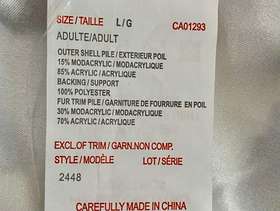 SIZE/TAILLE L/G CA01293
ADULTE/ADULT
OUTER SHELL PILE / EXTERIEUR POIL
15% MODACRYLIC / MODACRYLIQUE
85% ACRYLIC / ACRYLIQUE
BACKING / SUPPORT
100% POLYESTER
FUR TRIM PILE / GARNITURE DE FOURRURE EN POIL
30% MODACRYLIC / MODACRYLIQUE
70% ACRYLIC / ACRYLIQUE
EXCL.OF TRIM / GARN.NON COMP.
STYLE / MODÈLE LOT / SÉRIE
2448
CAREFULLY MADE IN CHINA